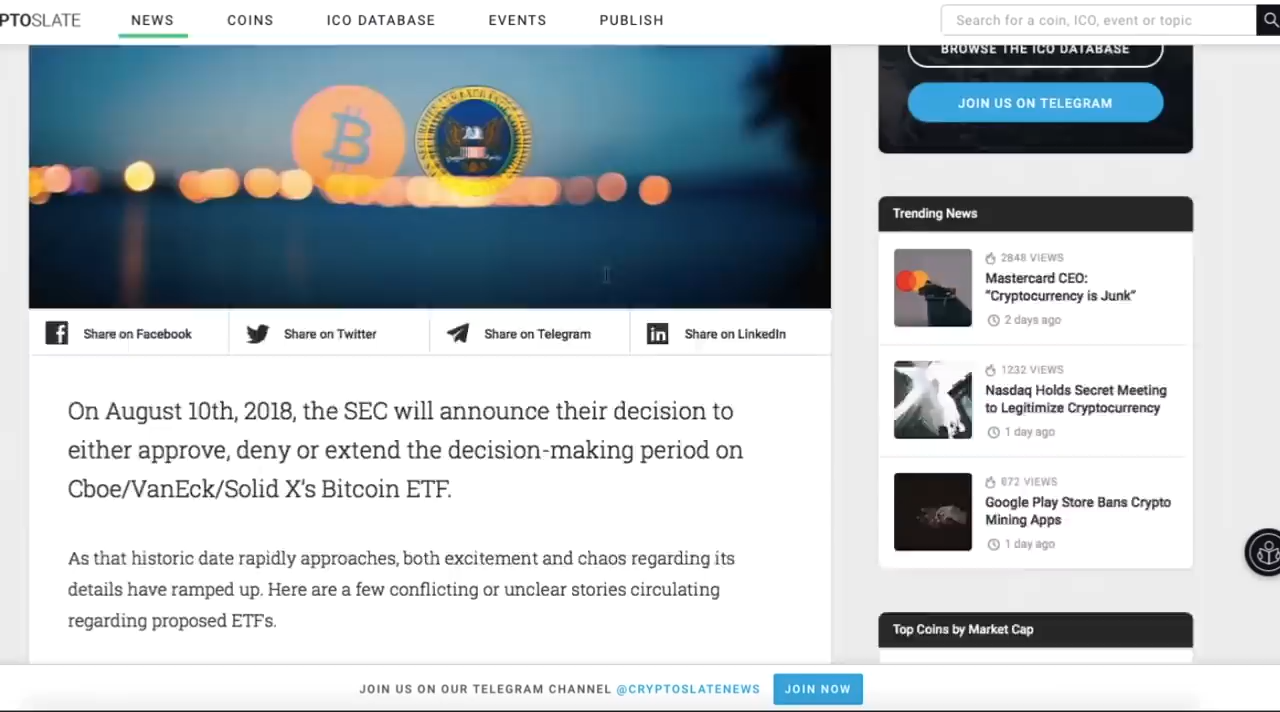 PTOSLATE
NEWS
COINS
ICO DATABASE
EVENTS
PUBLISH
Search for a coin, ICO, event or topic
BROWSE THE ICO DATABASE
JOIN US ON TELEGRAM
Share on Facebook
Share on Twitter
Share on Telegram
Share on LinkedIn
On August 10th, 2018, the SEC will announce their decision to
either approve, deny or extend the decision-making period on
Cboe/VanEck/Solid X's Bitcoin ETF.
As that historic date rapidly approaches, both excitement and chaos regarding its
details have ramped up. Here are a few conflicting or unclear stories circulating
regarding proposed ETFs.
Trending News
2848 VIEWS
Mastercard CEO:
“Cryptocurrency is Junk”
2 days ago
1232 VIEWS
Nasdaq Holds Secret Meeting
to Legitimize Cryptocurrency
1 day ago
872 VIEWS
Google Play Store Bans Crypto
Mining Apps
1 day ago
Top Coins by Market Cap
JOIN US ON OUR TELEGRAM CHANNEL @CRYPTOSLATENEWS
JOIN NOW